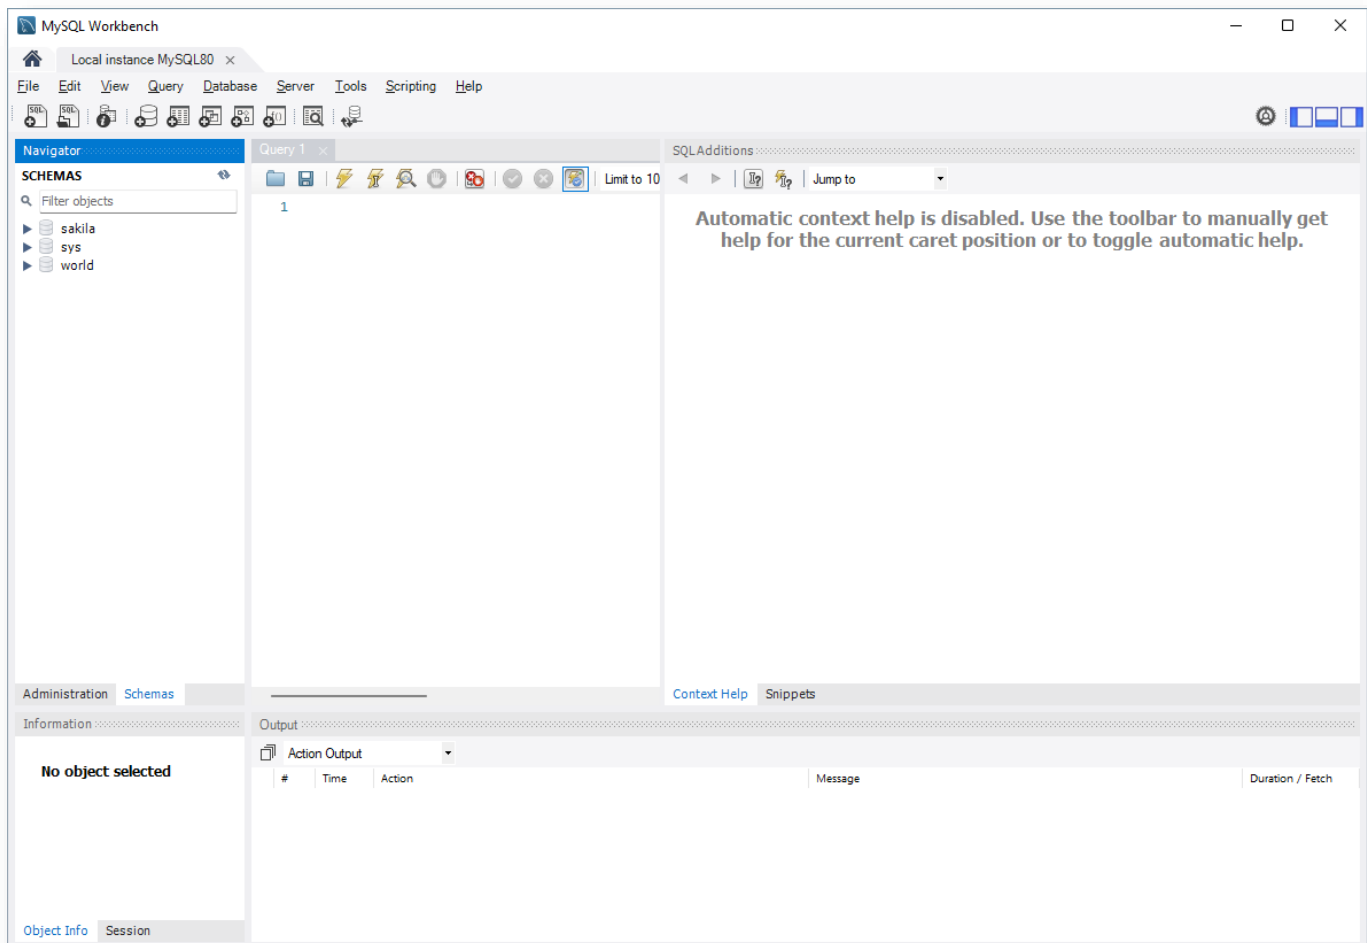 MySQL Workbench
Local instance MySQL80
File Edit View Query Database Server Tools Scripting Help
Navigator
SCHEMAS
Filter objects
sakila
sys
world
Administration Schemas
Query 1
Limit to 10
1
SQLAdditions
Jump to
Automatic context help is disabled. Use the toolbar to manually get
help for the current caret position or to toggle automatic help.
Context Help Snippets
Information
No object selected
Object Info Session
Output
Action Output
# Time Action Message Duration / Fetch